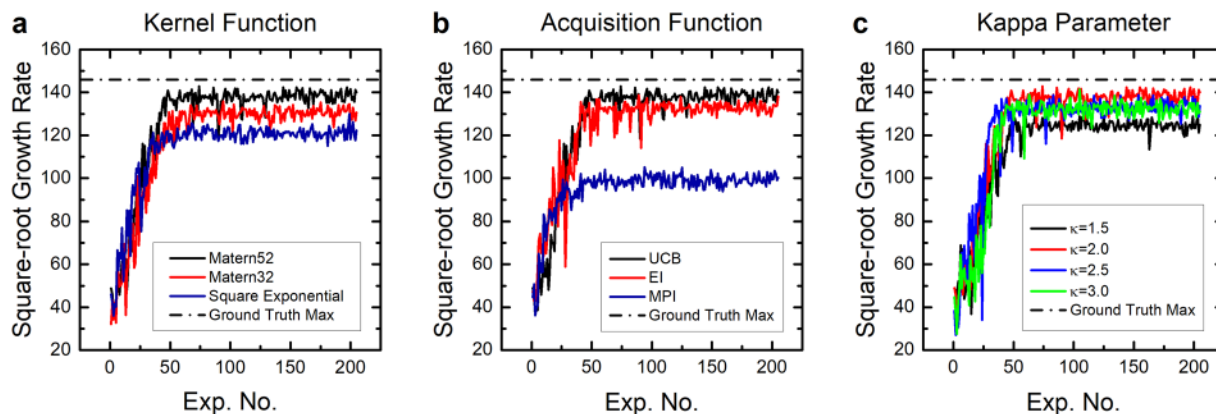 a Kernel Function
Square-root Growth Rate
160
140
120
100
80
60
40
20
Matern52
Matern32
Square Exponential
Ground Truth Max
0 50 100 150 200
Exp. No.
b Acquisition Function
Square-root Growth Rate
160
140
120
100
80
60
40
20
UCB
EI
MPI
Ground Truth Max
0 50 100 150 200
Exp. No.
c Kappa Parameter
Square-root Growth Rate
160
140
120
100
80
60
40
20
κ=1.5
κ=2.0
κ=2.5
κ=3.0
Ground Truth Max
0 50 100 150 200
Exp. No.